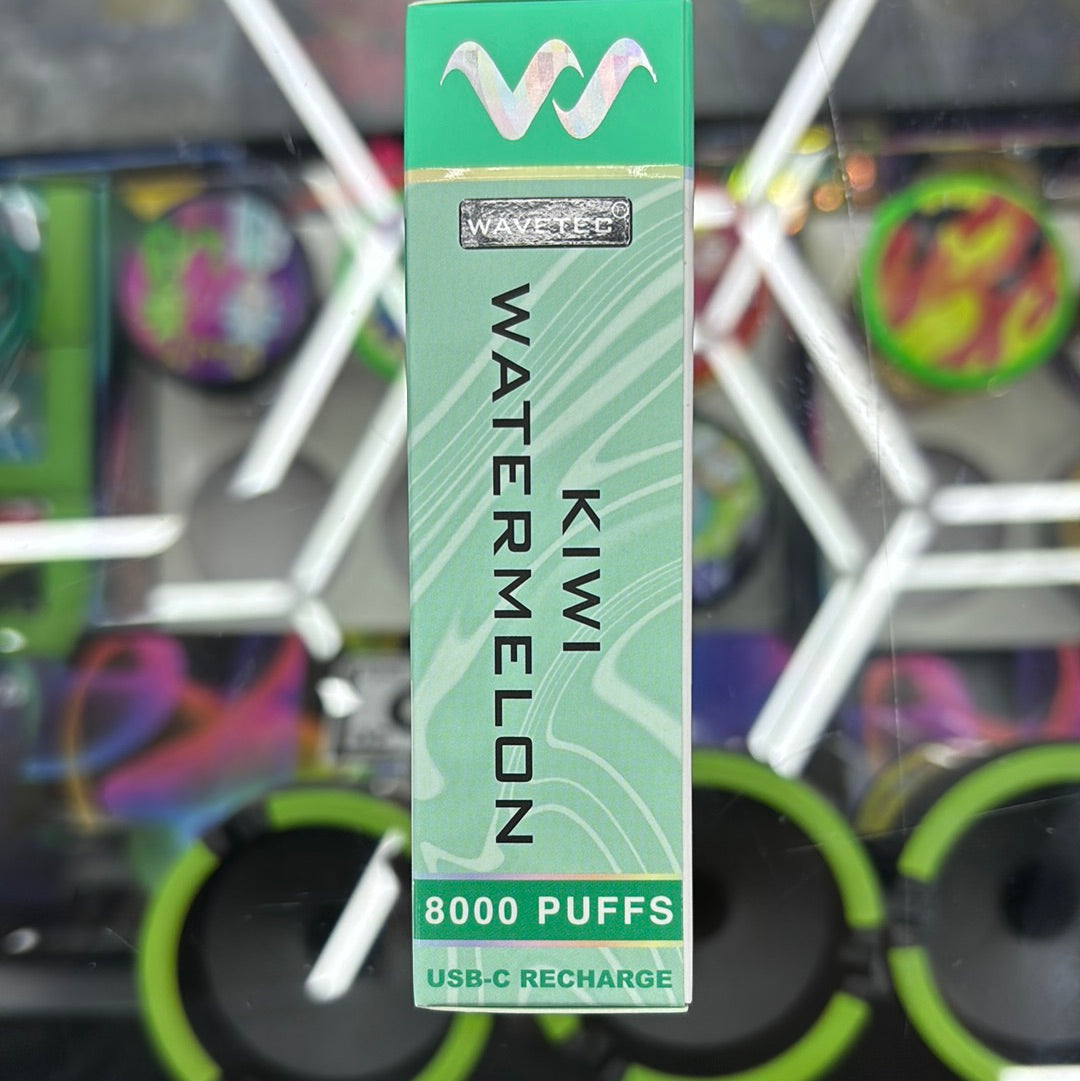 WAVETEC
KIWI
WATERMELON
8000 PUFFS
USB-C RECHARGE